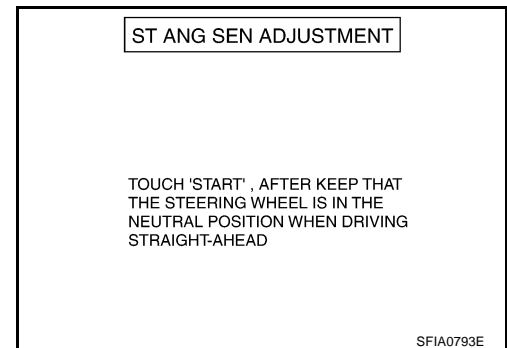 ST ANG SEN ADJUSTMENT
TOUCH 'START' , AFTER KEEP THAT
THE STEERING WHEEL IS IN THE
NEUTRAL POSITION WHEN DRIVING
STRAIGHT-AHEAD
SFIA0793E